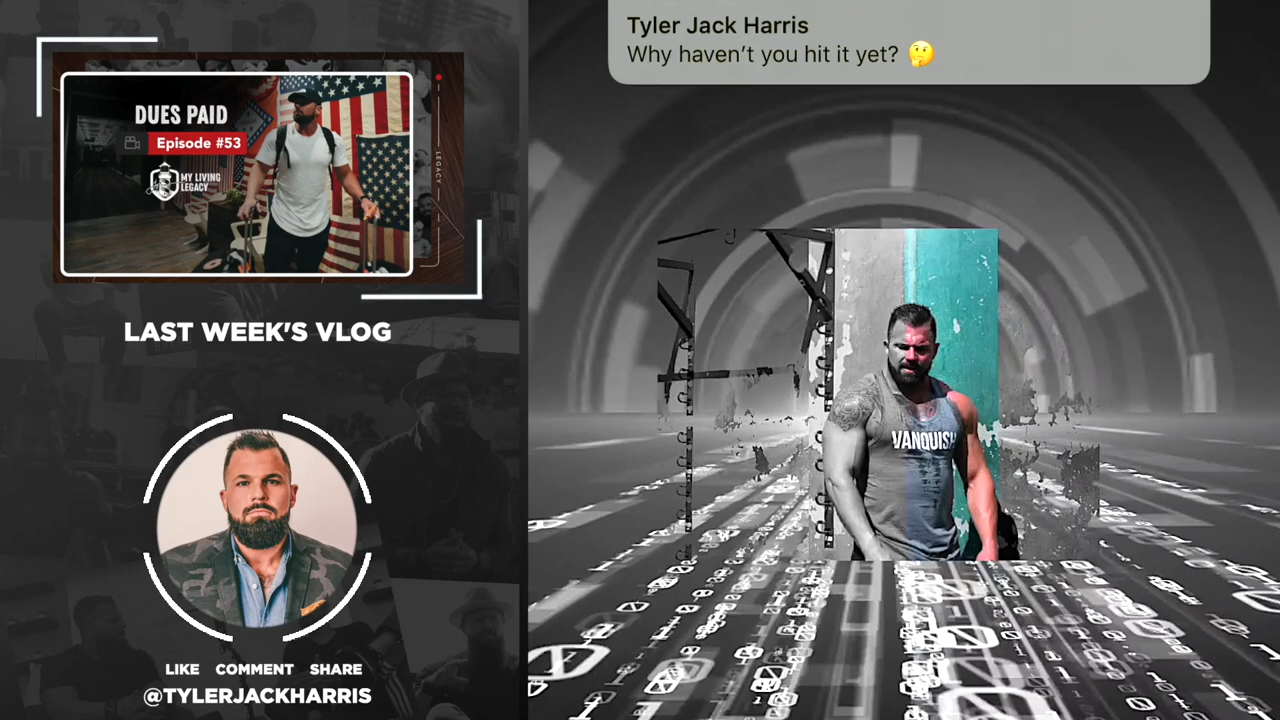 Tyler Jack Harris
Why haven't you hit it yet? 🤔
DUES PAID
Episode #53
MY LIVING
LEGACY
LEGACY
LAST WEEK'S VLOG
VANQUISH
LIKE COMMENT SHARE
@TYLERJACKHARRIS